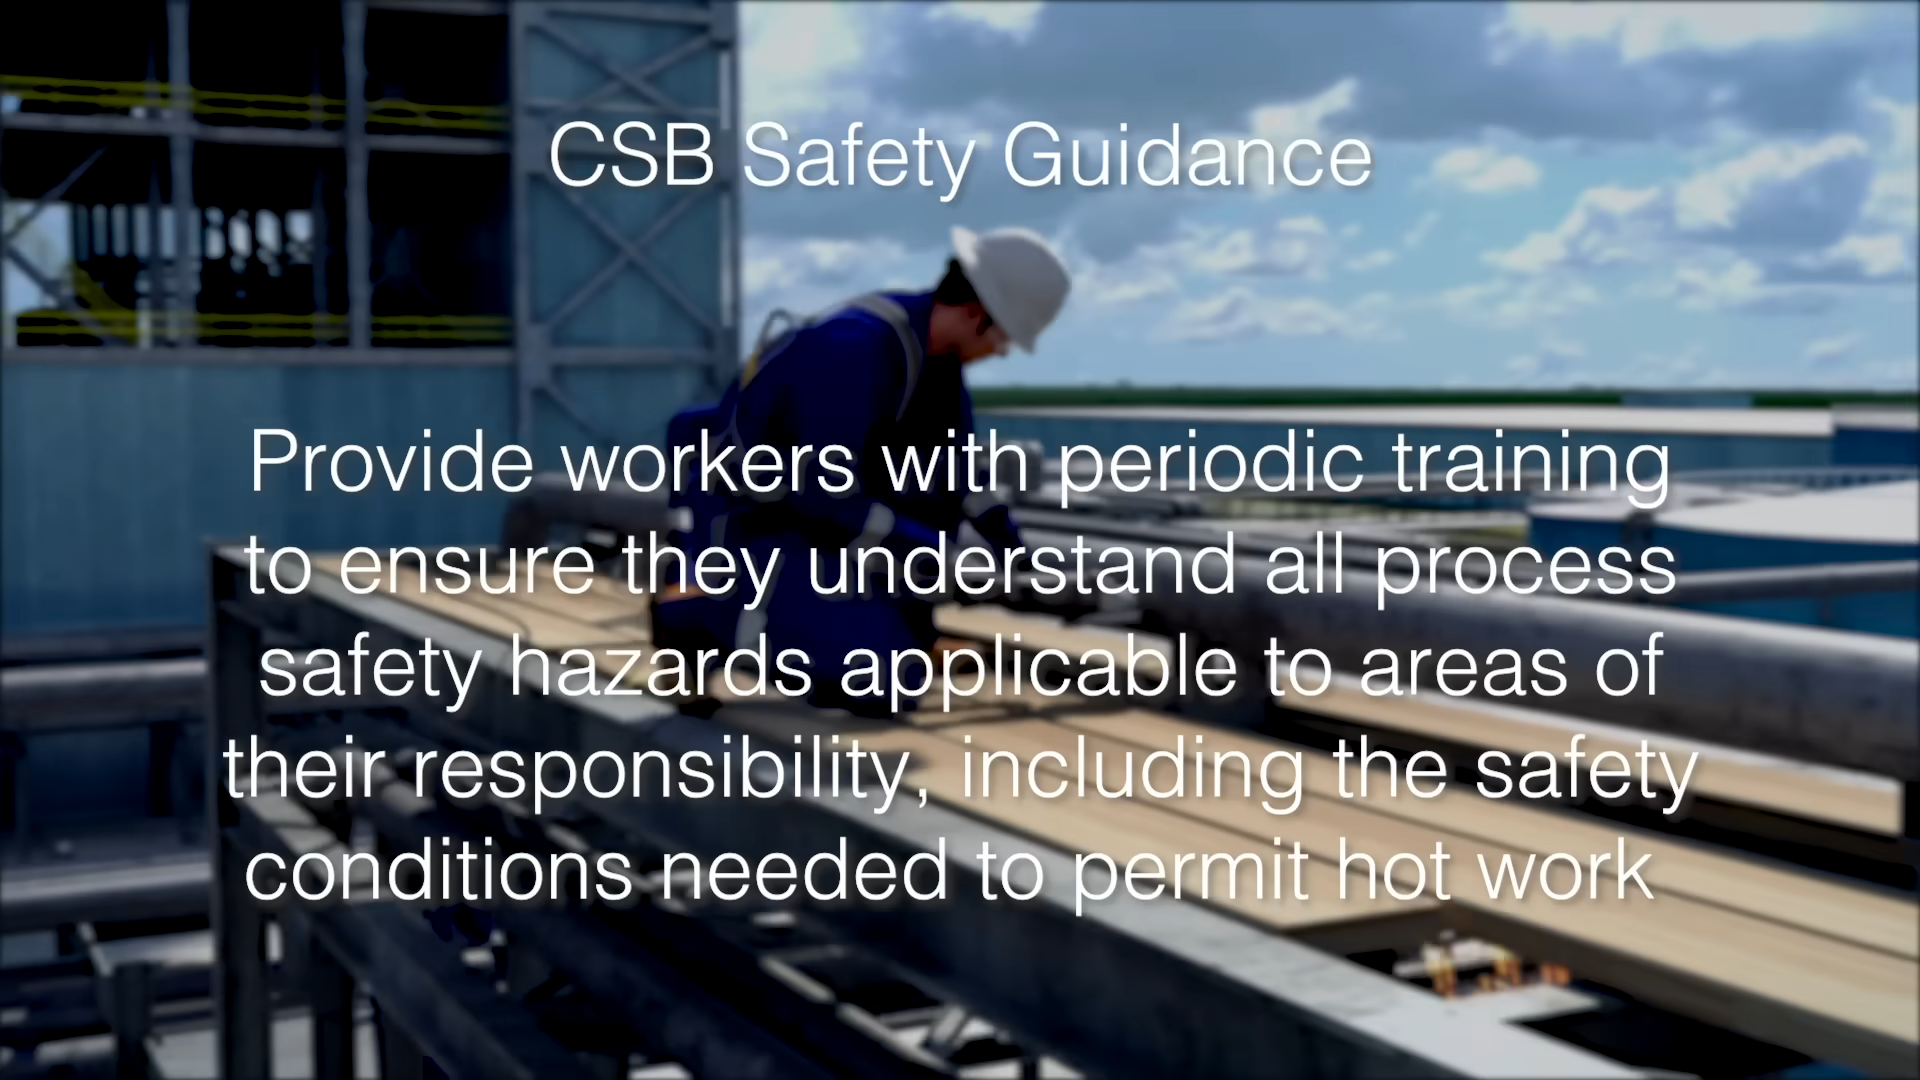 CSB Safety Guidance
Provide workers with periodic training
to ensure they understand all process
safety hazards applicable to areas of
their responsibility, including the safety
conditions needed to permit hot work